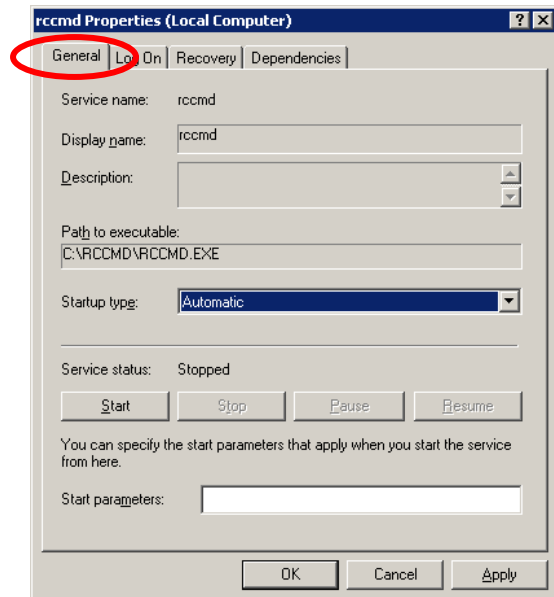 rccmd Properties (Local Computer)
General Log On Recovery Dependencies
Service name: rccmd
Display name: rccmd
Description:
Path to executable:
C:\RCCMD\RCCMD.EXE
Startup type: Automatic
Service status: Stopped
Start Stop Pause Resume
You can specify the start parameters that apply when you start the service
from here.
Start parameters:
OK Cancel Apply